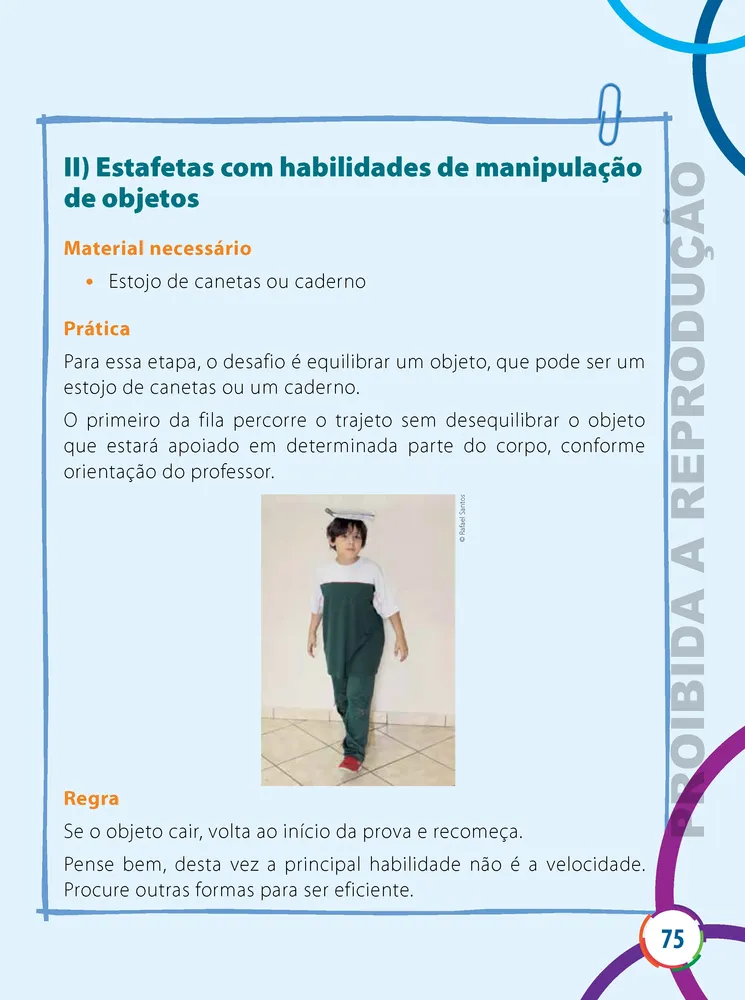 II) Estafetas com habilidades de manipulação
de objetos
Material necessário
• Estojo de canetas ou caderno
Prática
Para essa etapa, o desafio é equilibrar um objeto, que pode ser um
estojo de canetas ou um caderno.
O primeiro da fila percorre o trajeto sem desequilibrar o objeto
que estará apoiado em determinada parte do corpo, conforme
orientação do professor.
© Rafael Santos
Regra
Se o objeto cair, volta ao início da prova e recomeça.
Pense bem, desta vez a principal habilidade não é a velocidade.
Procure outras formas para ser eficiente.
PROIBIDA A REPRODUÇÃO
75